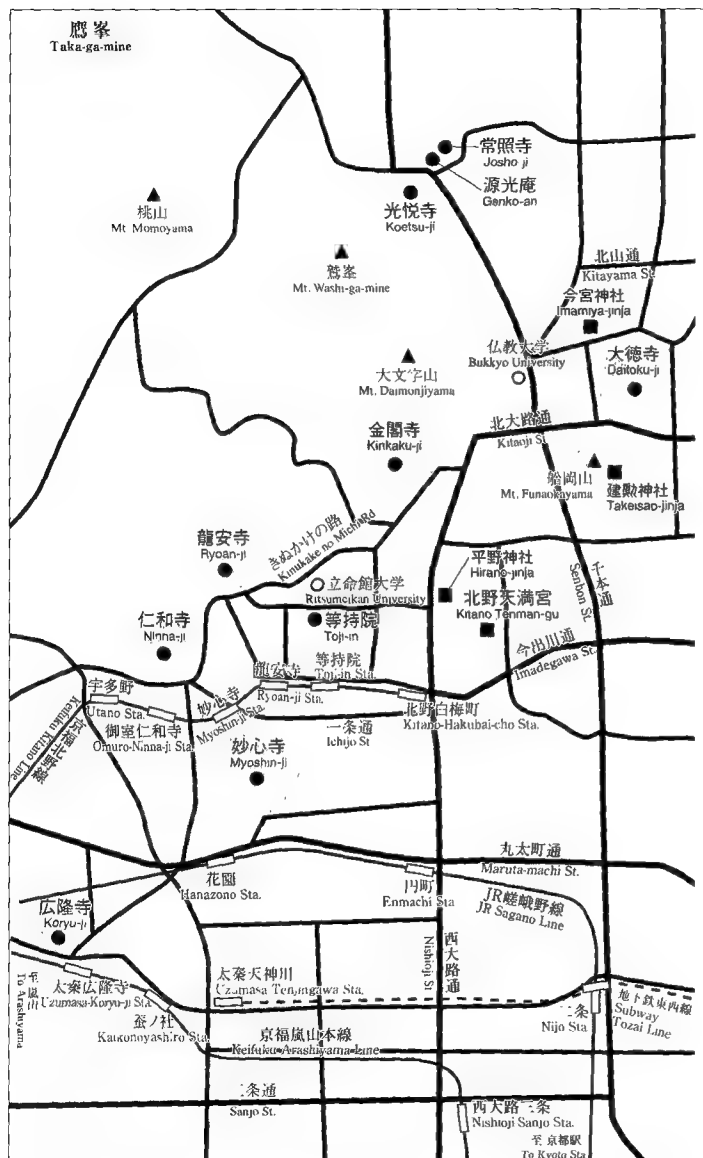 鷹峯
Taka-ga-mine
常照寺
Josho-ji
源光庵
Genko-an
光悦寺
Koetsu-ji
桃山
Mt. Momoyama
鷲峯
Mt. Washi-ga-mine
北山通
Kitayama St.
今宮神社
Imamiya-jinja
仏教大学
Bukkyo University
大徳寺
Daitoku-ji
大文字山
Mt. Daimonjiyama
北大路通
Kitaoji St.
金閣寺
Kinkaku-ji
船岡山
Mt. Funaokayama
建勲神社
Takeisao-jinja
きぬかけの路
Kinukake no Michi Rd
龍安寺
Ryoan-ji
平野神社
Hirano-jinja
千本通
Senbon St.
立命館大学
Ritsumeikan University
北野天満宮
Kitano Tenman-gu
仁和寺
Ninna-ji
等持院
Toji-in
今出川通
Imadegawa St.
等持院
Toji-in Sta.
龍安寺
Ryoan-ji Sta.
宇多野
Utano Sta.
妙心寺
Myoshin-ji Sta.
北野白梅町
Kitano-Hakubai-cho Sta.
御室仁和寺
Omuro-Ninna-ji Sta.
一条通
Ichijo St
京福北野線
Keifuku Kitano Line
妙心寺
Myoshin-ji
丸太町通
Maruta-machi St.
花園
Hanazono Sta.
円町
Enmachi Sta
JR嵯峨野線
JR Sagano Line
広隆寺
Koryu-ji
西大路通
Nishioji St
太秦天神川
Uzumasa Tenjingawa Sta.
至嵐山
To Arashiyama
太秦広隆寺
Uzumasa-Koryu-ji Sta.
蚕ノ社
Kaikonoyashiro Sta.
二条
Nijo Sta
地下鉄東西線
Subway
Tozai Line
京福嵐山本線
Keifuku Arashiyama Line
三条通
Sanjo St.
西大路三条
Nishioji Sanjo Sta.
至 京都駅
To Kyoto Sta